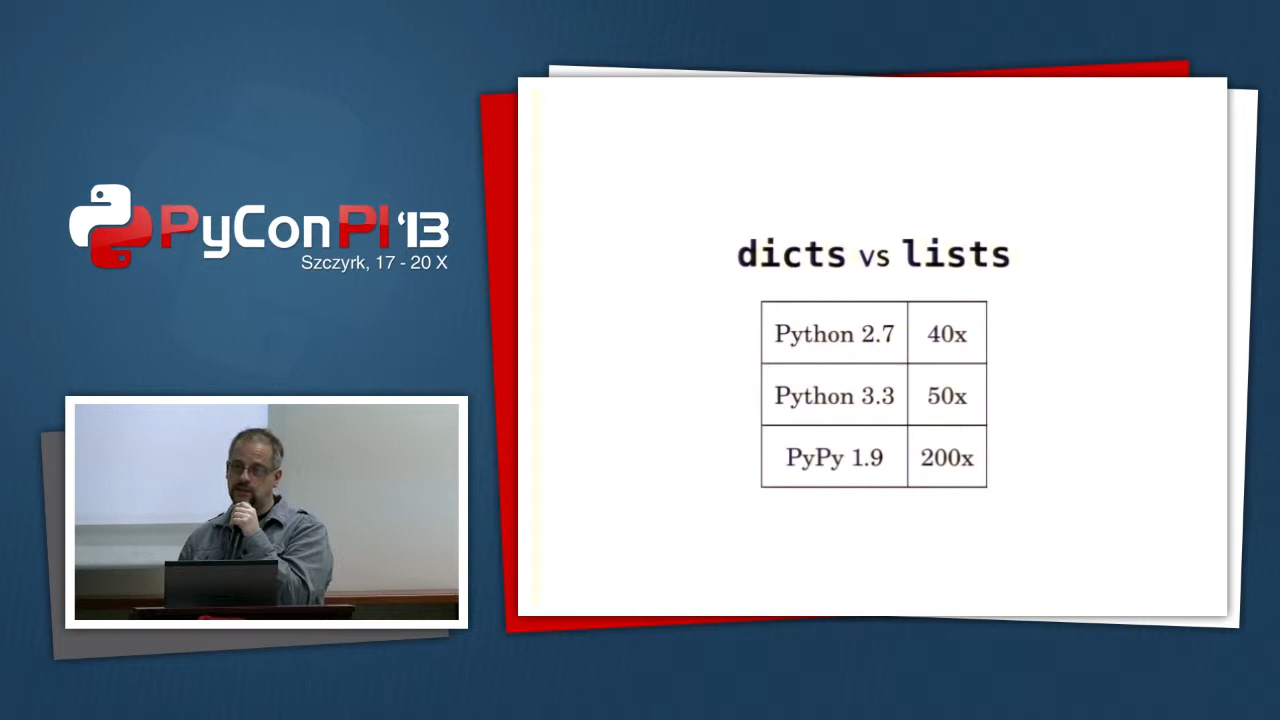 PyConPl '13
Szczyrk, 17 - 20 X
dicts vs lists
Python 2.7 40x
Python 3.3 50x
PyPy 1.9 200x